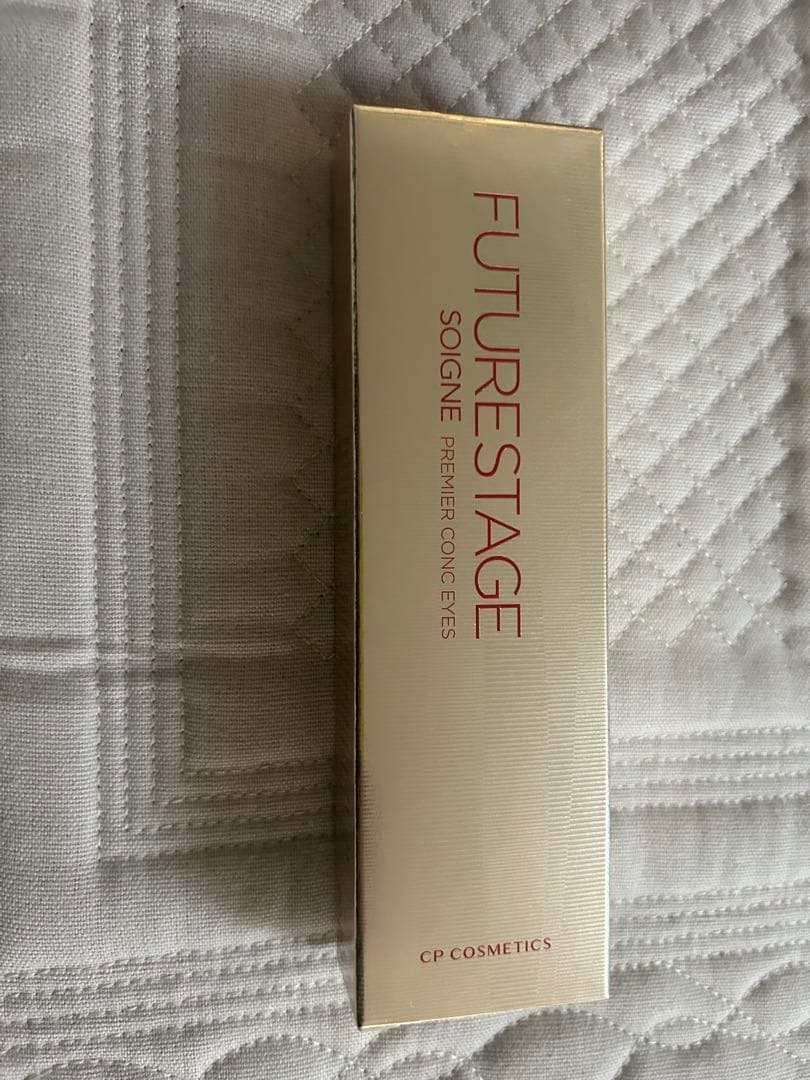 FUTURESTAGE
SOIGNE PREMIER CONC EYES
CP COSMETICS